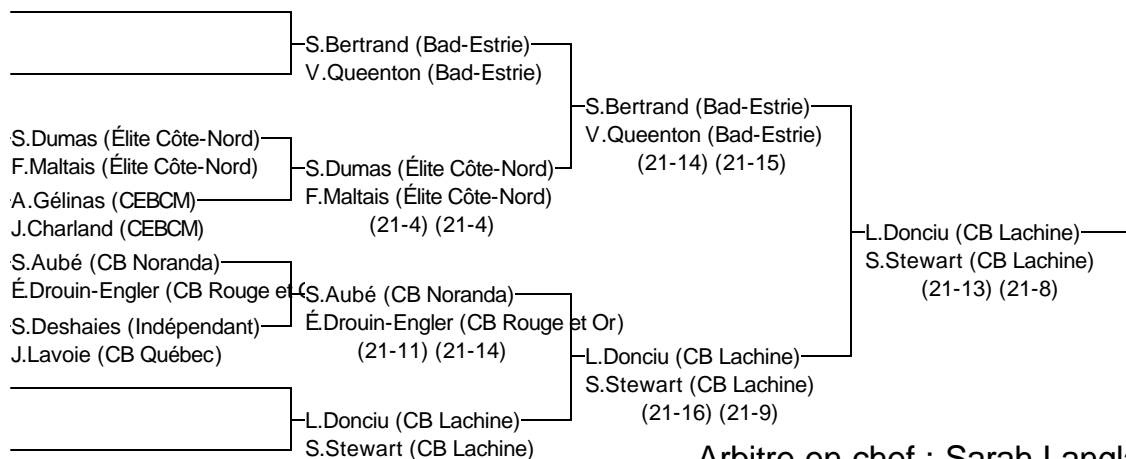 S.Bertrand (Bad-Estrie)
V.Queenton (Bad-Estrie)
S.Bertrand (Bad-Estrie)
V.Queenton (Bad-Estrie)
(21-14) (21-15)
S.Dumas (Élite Côte-Nord)
F.Maltais (Élite Côte-Nord)
S.Dumas (Élite Côte-Nord)
F.Maltais (Élite Côte-Nord)
(21-4) (21-4)
A.Gélinas (CEBCM)
J.Charland (CEBCM)
L.Donciu (CB Lachine)
S.Stewart (CB Lachine)
(21-13) (21-8)
S.Aubé (CB Noranda)
É.Drouin-Engler (CB Rouge et
S.Aubé (CB Noranda)
É.Drouin-Engler (CB Rouge et Or)
(21-11) (21-14)
S.Deshaies (Indépendant)
J.Lavoie (CB Québec)
L.Donciu (CB Lachine)
S.Stewart (CB Lachine)
(21-16) (21-9)
L.Donciu (CB Lachine)
S.Stewart (CB Lachine)
Arbitre en chef : Sarah